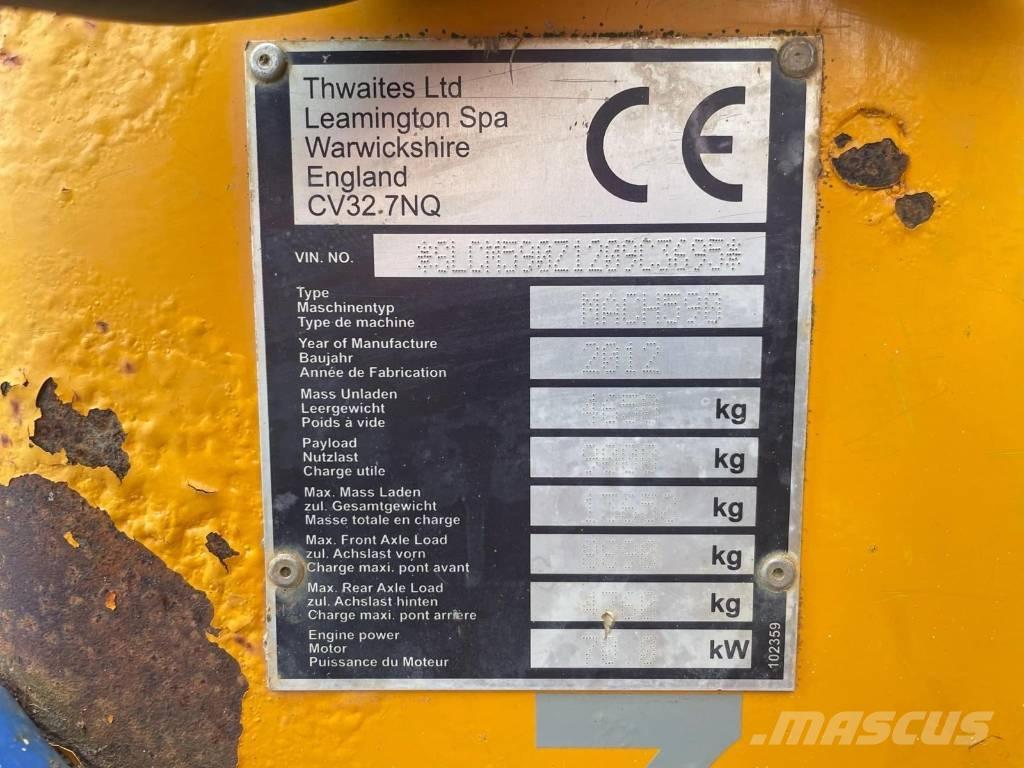 Thwaites Ltd
Leamington Spa
Warwickshire
England
CV32 7NQ
CE
VIN. NO.
Type
Maschinentyp
Type de machine
MACH590
Year of Manufacture
Baujahr
Année de Fabrication
2012
Mass Unladen
Leergewicht
Poids à vide
kg
Payload
Nutzlast
Charge utile
9000 kg
Max. Mass Laden
zul. Gesamtgewicht
Masse totale en charge
kg
Max. Front Axle Load
zul. Achslast vorn
Charge maxi. pont avant
kg
Max. Rear Axle Load
zul. Achslast hinten
Charge maxi. pont arrière
kg
Engine power
Motor
Puissance du Moteur
kW
102359
MASCUS